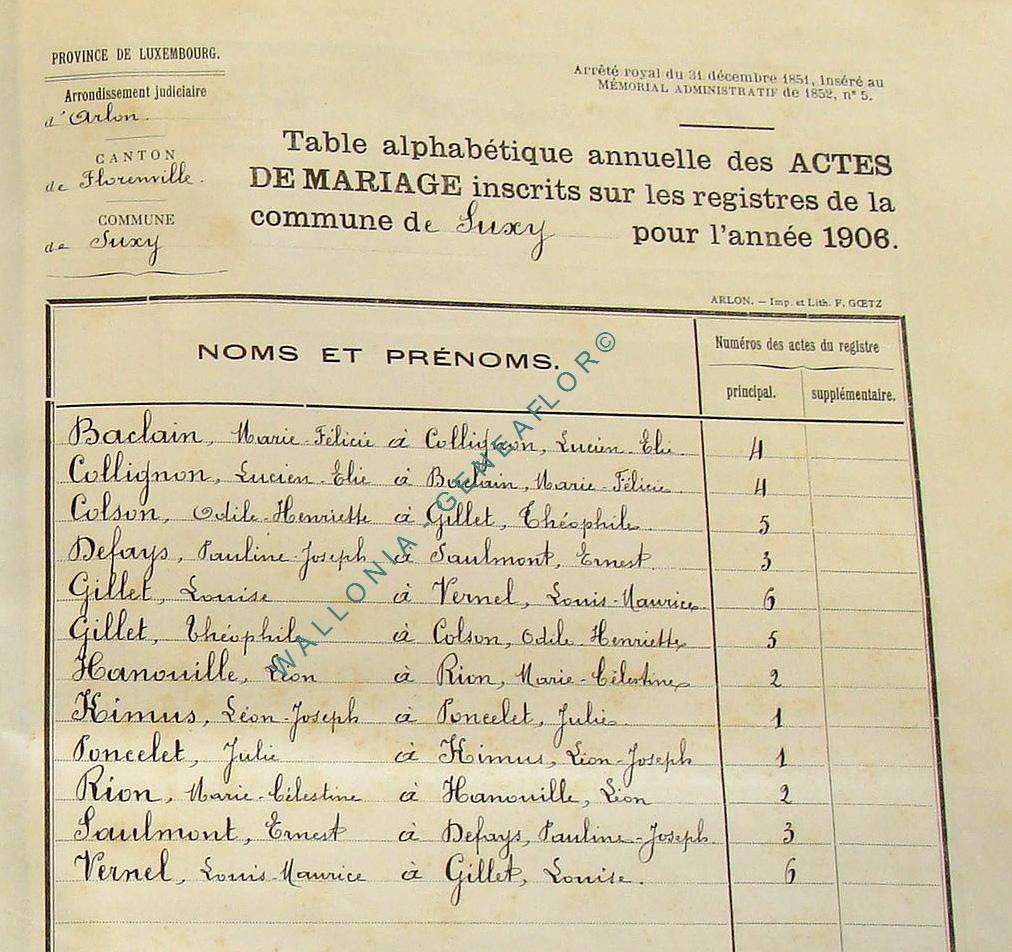 PROVINCE DE LUXEMBOURG.
Arrondissement judiciaire
d'Arlon.
CANTON
de Florenville.
COMMUNE
de Suxy
Arrêté royal du 31 décembre 1851, inséré au
MÉMORIAL ADMINISTRATIF de 1852, n° 5.
Table alphabétique annuelle des ACTES
DE MARIAGE inscrits sur les registres de la
commune de Suxy pour l'année 1906.
ARLON. — Imp. et Lith. F. GŒTZ
NOMS ET PRÉNOMS.
Numéros des actes du registre
principal. supplémentaire.
Baclain, Marie-Félicie à Collignon, Lucien-Elie. 4
Collignon, Lucien-Elie à Baclain, Marie-Félicie. 4
Colson, Odile-Henriette à Gillet, Théophile. 5
Defays, Pauline-Joseph à Saulmont, Ernest. 3
Gillet, Louise à Vernel, Louis-Maurice. 6
Gillet, Théophile à Colson, Odile Henriette 5
Hanouille, Léon à Rion, Marie-Célestine 2
Kimus, Léon-Joseph à Poncelet, Julie. 1
Poncelet, Julie à Kimus, Léon-Joseph 1
Rion, Marie-Célestine à Hanouille, Léon 2
Saulmont, Ernest à Defays, Pauline-Joseph. 3
Vernel, Louis-Maurice à Gillet, Louise. 6
WALLONIA - GENEAFLOR©